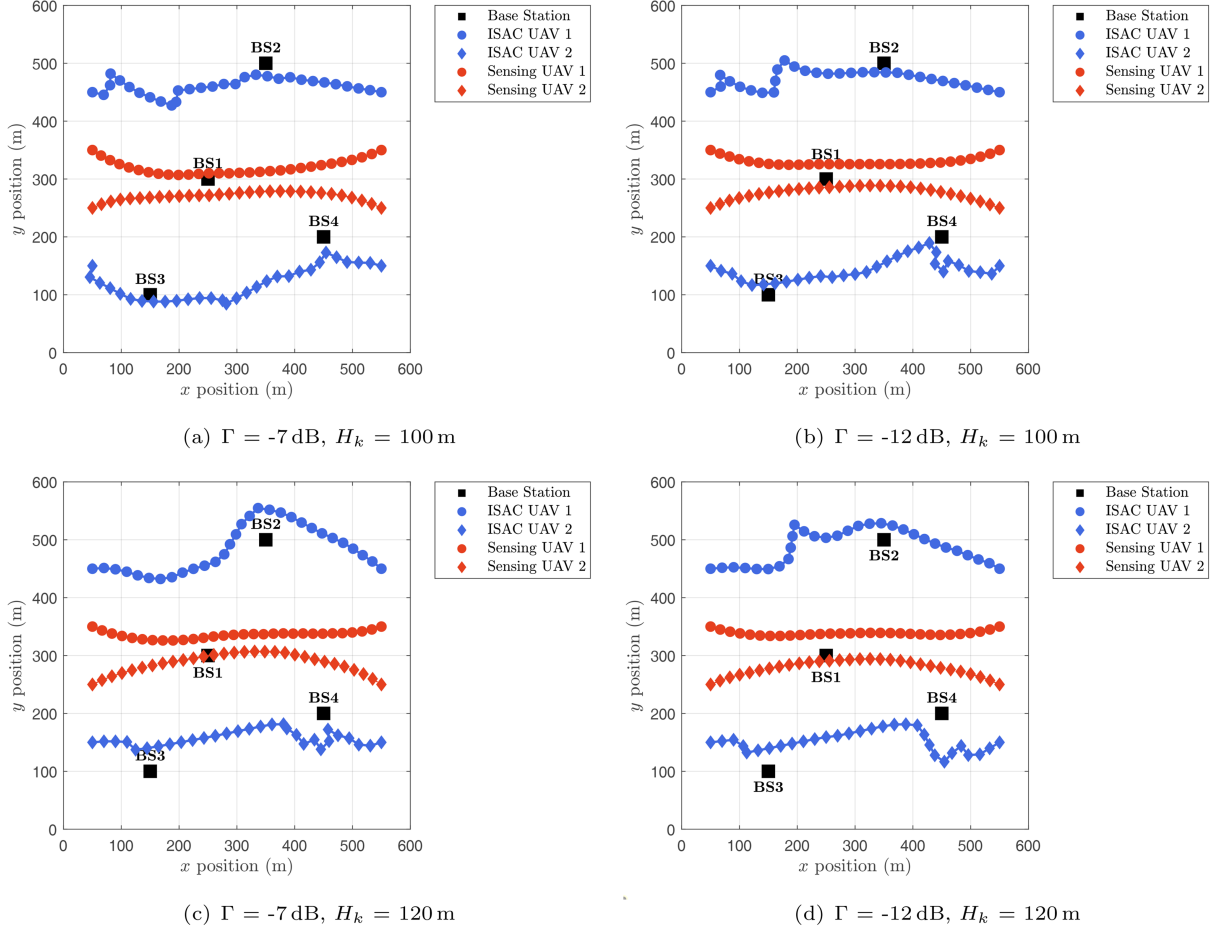 600
500
400
300
200
100
0
y position (m)
0
100
200
300
400
500
600
x position (m)
BS2
BS1
BS4
BS3
Base Station
ISAC UAV 1
ISAC UAV 2
Sensing UAV 1
Sensing UAV 2
(a) Γ = -7 dB, H_k = 100 m
600
500
400
300
200
100
0
y position (m)
0
100
200
300
400
500
600
x position (m)
BS2
BS1
BS4
BS3
Base Station
ISAC UAV 1
ISAC UAV 2
Sensing UAV 1
Sensing UAV 2
(b) Γ = -12 dB, H_k = 100 m
600
500
400
300
200
100
0
y position (m)
0
100
200
300
400
500
600
x position (m)
BS2
BS1
BS4
BS3
Base Station
ISAC UAV 1
ISAC UAV 2
Sensing UAV 1
Sensing UAV 2
(c) Γ = -7 dB, H_k = 120 m
600
500
400
300
200
100
0
y position (m)
0
100
200
300
400
500
600
x position (m)
BS2
BS1
BS4
BS3
Base Station
ISAC UAV 1
ISAC UAV 2
Sensing UAV 1
Sensing UAV 2
(d) Γ = -12 dB, H_k = 120 m